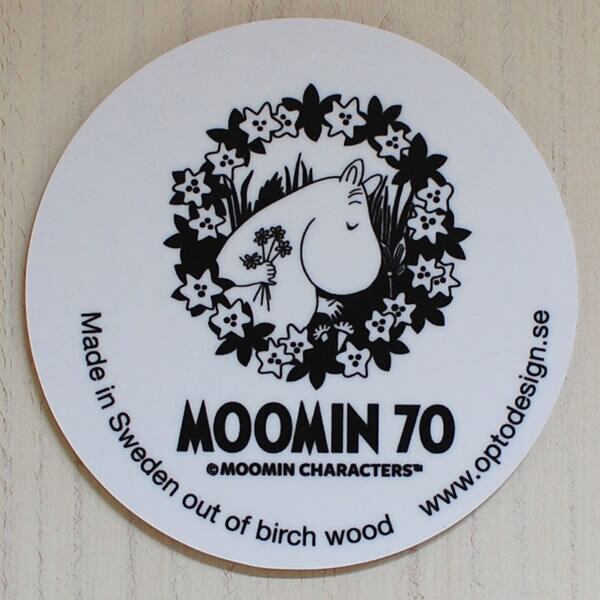 MOOMIN 70
© MOOMIN CHARACTERS™
Made in Sweden out of birch wood
www.optodesign.se